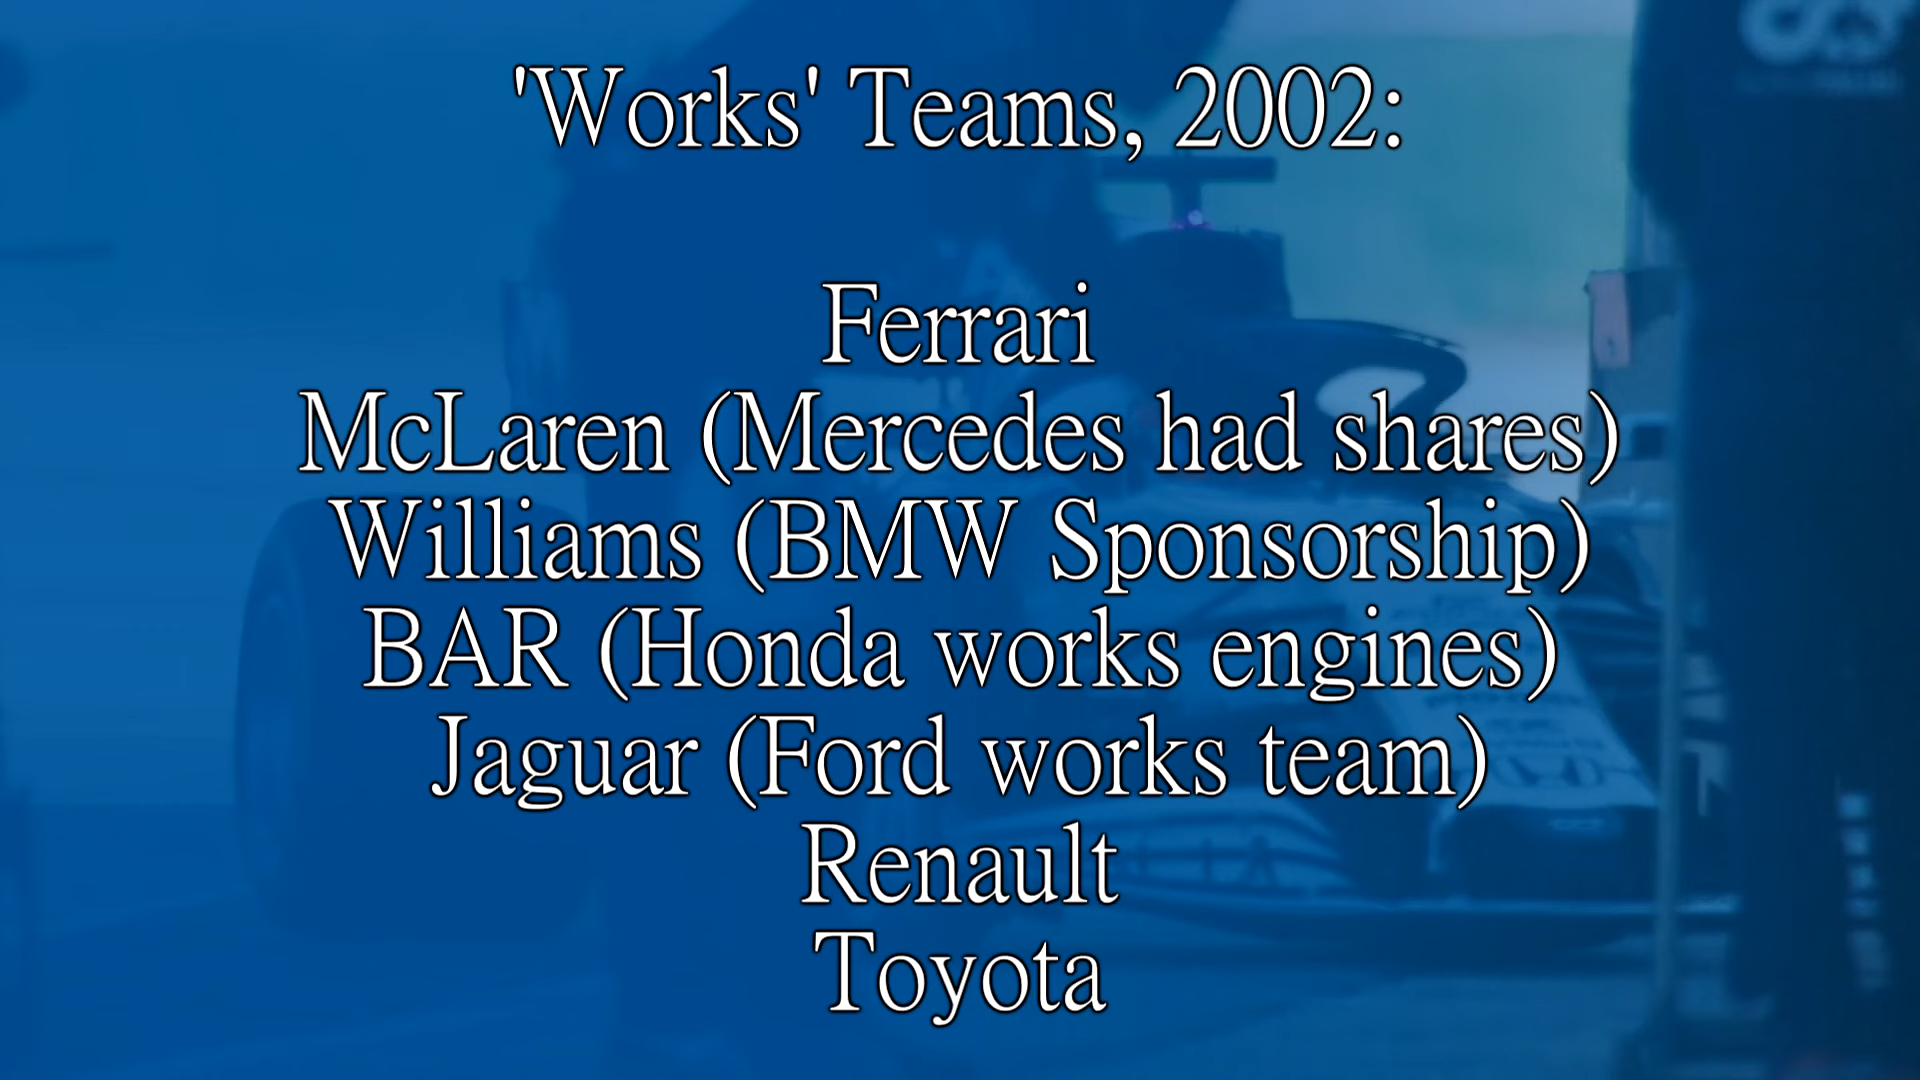 'Works' Teams, 2002:
Ferrari
McLaren (Mercedes had shares)
Williams (BMW Sponsorship)
BAR (Honda works engines)
Jaguar (Ford works team)
Renault
Toyota